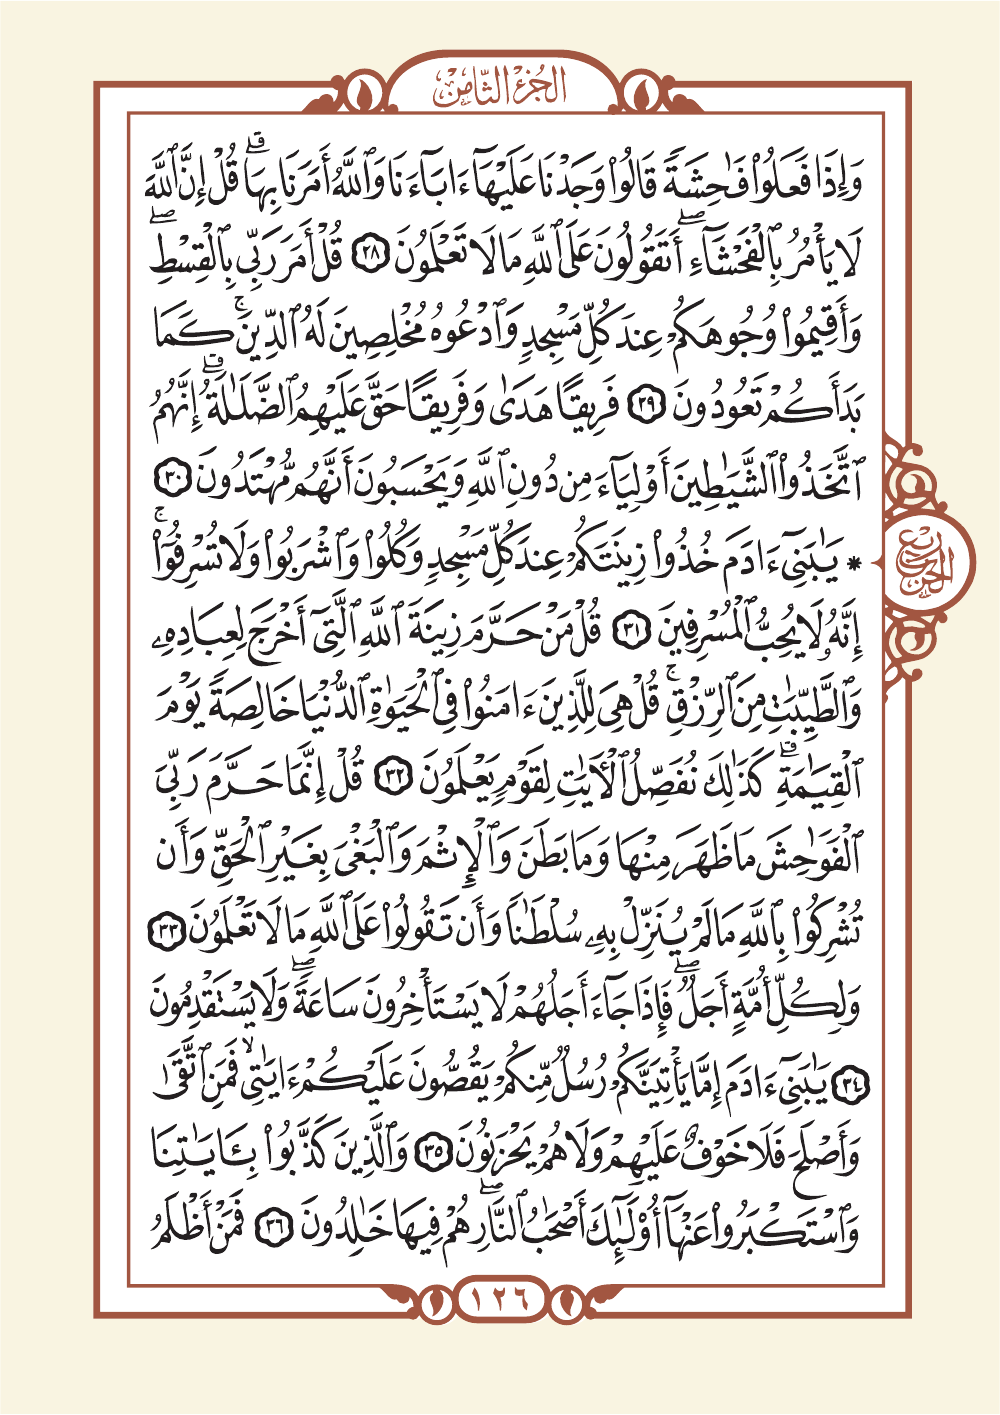 الجزء الثامن
وَإِذَا فَعَلُوا۟ فَـٰحِشَةً قَالُوا۟ وَجَدْنَا عَلَيْهَآ ءَابَآءَنَا وَٱللَّهُ أَمَرَنَا بِهَا ۗ قُلْ إِنَّ ٱللَّهَ
لَا يَأْمُرُ بِٱلْفَحْشَآءِ ۖ أَتَقُولُونَ عَلَى ٱللَّهِ مَا لَا تَعْلَمُونَ ٢٨ قُلْ أَمَرَ رَبِّى بِٱلْقِسْطِ ۖ
وَأَقِيمُوا۟ وُجُوهَكُمْ عِندَ كُلِّ مَسْجِدٍ وَٱدْعُوهُ مُخْلِصِينَ لَهُ ٱلدِّينَ ۚ كَمَا
بَدَأَكُمْ تَعُودُونَ ٢٩ فَرِيقًا هَدَىٰ وَفَرِيقًا حَقَّ عَلَيْهِمُ ٱلضَّلَـٰلَةُ ۗ إِنَّهُمُ
ٱتَّخَذُوا۟ ٱلشَّيَـٰطِينَ أَوْلِيَآءَ مِن دُونِ ٱللَّهِ وَيَحْسَبُونَ أَنَّهُم مُّهْتَدُونَ ٣٠
* يَـٰبَنِىٓ ءَادَمَ خُذُوا۟ زِينَتَكُمْ عِندَ كُلِّ مَسْجِدٍ وَكُلُوا۟ وَٱشْرَبُوا۟ وَلَا تُسْرِفُوٓا۟ ۚ
إِنَّهُۥ لَا يُحِبُّ ٱلْمُسْرِفِينَ ٣١ قُلْ مَنْ حَرَّمَ زِينَةَ ٱللَّهِ ٱلَّتِىٓ أَخْرَجَ لِعِبَادِهِۦ
وَٱلطَّيِّبَـٰتِ مِنَ ٱلرِّزْقِ ۚ قُلْ هِىَ لِلَّذِينَ ءَامَنُوا۟ فِى ٱلْحَيَوٰةِ ٱلدُّنْيَا خَالِصَةً يَوْمَ
ٱلْقِيَـٰمَةِ ۗ كَذَٰلِكَ نُفَصِّلُ ٱلْـَٔايَـٰتِ لِقَوْمٍ يَعْلَمُونَ ٣٢ قُلْ إِنَّمَا حَرَّمَ رَبِّىَ
ٱلْفَوَٰحِشَ مَا ظَهَرَ مِنْهَا وَمَا بَطَنَ وَٱلْإِثْمَ وَٱلْبَغْىَ بِغَيْرِ ٱلْحَقِّ وَأَن
تُشْرِكُوا۟ بِٱللَّهِ مَا لَمْ يُنَزِّلْ بِهِۦ سُلْطَـٰنًا وَأَن تَقُولُوا۟ عَلَى ٱللَّهِ مَا لَا تَعْلَمُونَ ٣٣
وَلِكُلِّ أُمَّةٍ أَجَلٌ ۖ فَإِذَا جَآءَ أَجَلُهُمْ لَا يَسْتَأْخِرُونَ سَاعَةً ۖ وَلَا يَسْتَقْدِمُونَ
٣٤ يَـٰبَنِىٓ ءَادَمَ إِمَّا يَأْتِيَنَّكُمْ رُسُلٌ مِّنكُمْ يَقُصُّونَ عَلَيْكُمْ ءَايَـٰتِى ۙ فَمَنِ ٱتَّقَىٰ
وَأَصْلَحَ فَلَا خَوْفٌ عَلَيْهِمْ وَلَا هُمْ يَحْزَنُونَ ٣٥ وَٱلَّذِينَ كَذَّبُوا۟ بِـَٔايَـٰتِنَا
وَٱسْتَكْبَرُوا۟ عَنْهَآ أُو۟لَـٰٓئِكَ أَصْحَـٰبُ ٱلنَّارِ ۖ هُمْ فِيهَا خَـٰلِدُونَ ٣٦ فَمَنْ أَظْلَمُ
ربع الحزب
١٢٦